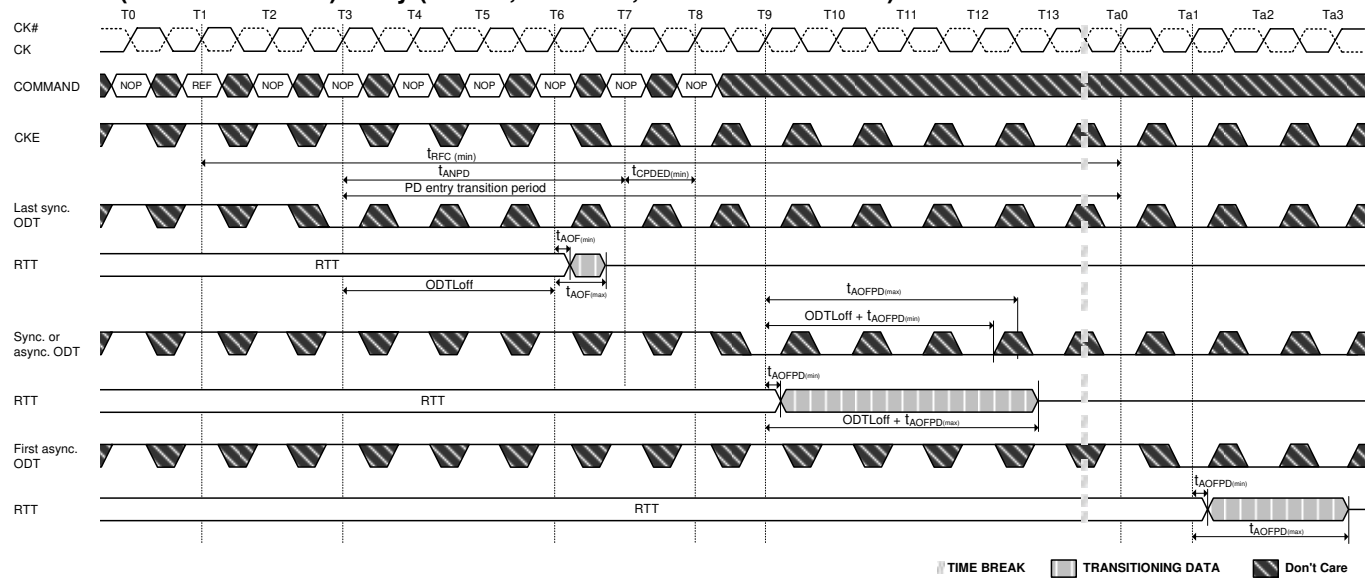 T0 T1 T2 T3 T4 T5 T6 T7 T8 T9 T10 T11 T12 T13 Ta0 Ta1 Ta2 Ta3
CK#
CK
COMMAND NOP REF NOP NOP NOP NOP NOP NOP NOP
CKE
tRFC (min)
tANPD tCPDED(min)
PD entry transition period
Last sync.
ODT
tAOF(min)
RTT RTT
ODTLoff tAOF(max)
tAOFPD(max)
ODTLoff + tAOFPD(min)
Sync. or
async. ODT
tAOFPD(min)
RTT RTT
ODTLoff + tAOFPD(max)
First async.
ODT
tAOFPD(min)
RTT RTT
tAOFPD(max)
TIME BREAK TRANSITIONING DATA Don't Care